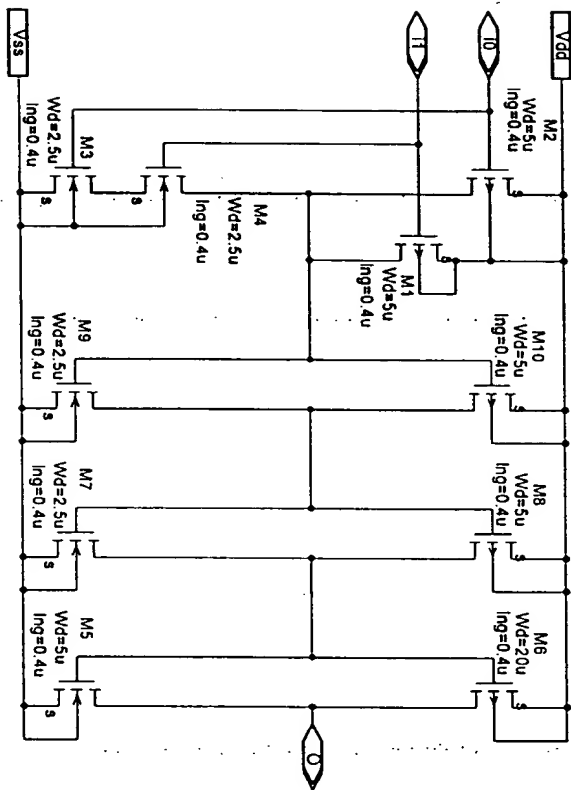 Vdd
I0
I1
Vss
M2
Wd=5u
lng=0.4u
M1
Wd=5u
lng=0.4u
M4
Wd=2.5u
lng=0.4u
M3
Wd=2.5u
lng=0.4u
s
s
s
M10
Wd=5u
lng=0.4u
s
M9
Wd=2.5u
lng=0.4u
s
M8
Wd=5u
lng=0.4u
s
M7
Wd=2.5u
lng=0.4u
s
M6
Wd=20u
lng=0.4u
s
M5
Wd=5u
lng=0.4u
s
O